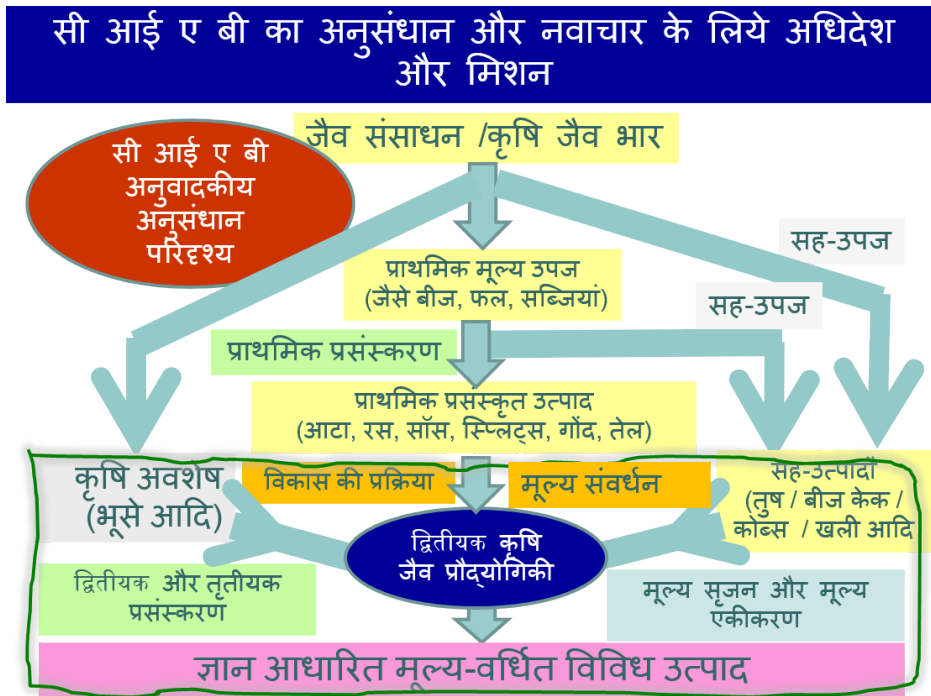 सी आई ए बी का अनुसंधान और नवाचार के लिये अधिदेश
और मिशन
जैव संसाधन /कृषि जैव भार
सी आई ए बी
अनुवादकीय
अनुसंधान
परिदृश्य
सह-उपज
प्राथमिक मूल्य उपज
(जैसे बीज, फल, सब्जियां)
सह-उपज
प्राथमिक प्रसंस्करण
प्राथमिक प्रसंस्कृत उत्पाद
(आटा, रस, सॉस, स्प्लिट्स, गोंद, तेल)
कृषि अवशेष
(भूसे आदि)
विकास की प्रक्रिया
मूल्य संवर्धन
सह-उत्पादों
(तुष / बीज केक /
कोब्स / खली आदि
द्वितीयक कृषि
जैव प्रौद्योगिकी
द्वितीयक और तृतीयक
प्रसंस्करण
मूल्य सृजन और मूल्य
एकीकरण
ज्ञान आधारित मूल्य-वर्धित विविध उत्पाद